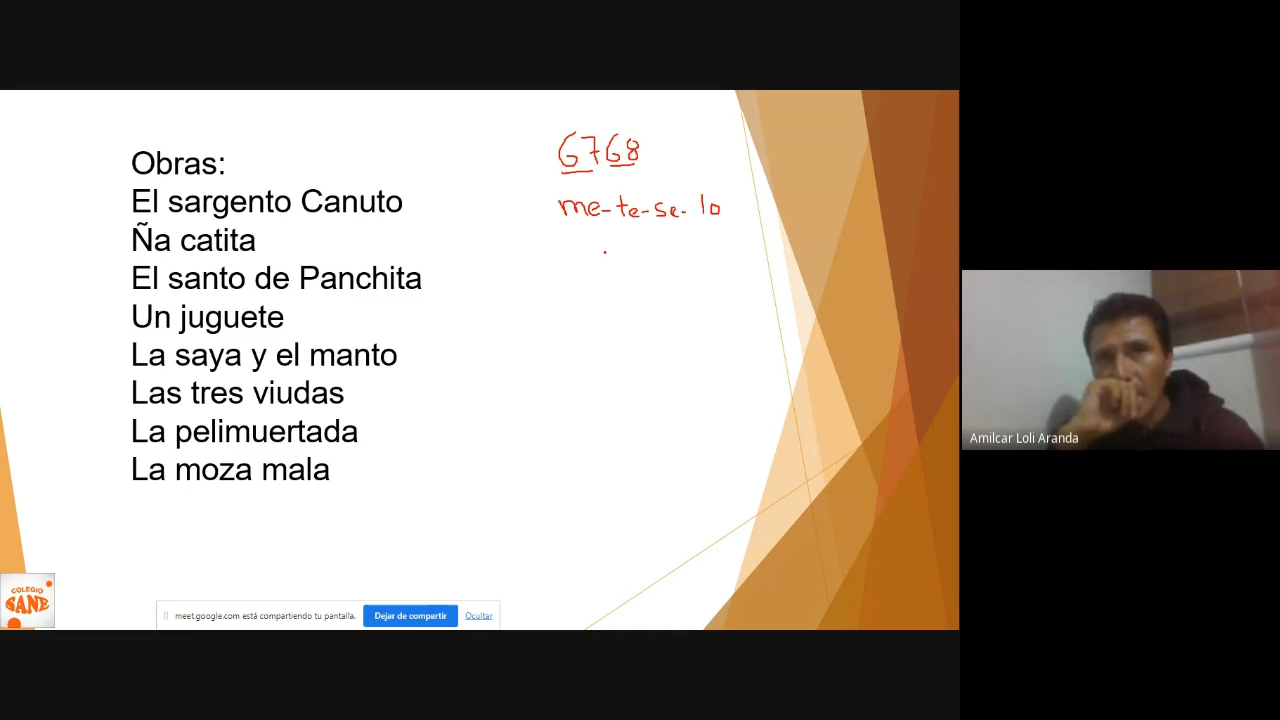 Obras:
El sargento Canuto
Ña catita
El santo de Panchita
Un juguete
La saya y el manto
Las tres viudas
La pelimuertada
La moza mala
6768
me-te-se-lo
COLEGIO
SANE
meet.google.com está compartiendo tu pantalla.
Dejar de compartir
Ocultar
Amilcar Loli Aranda